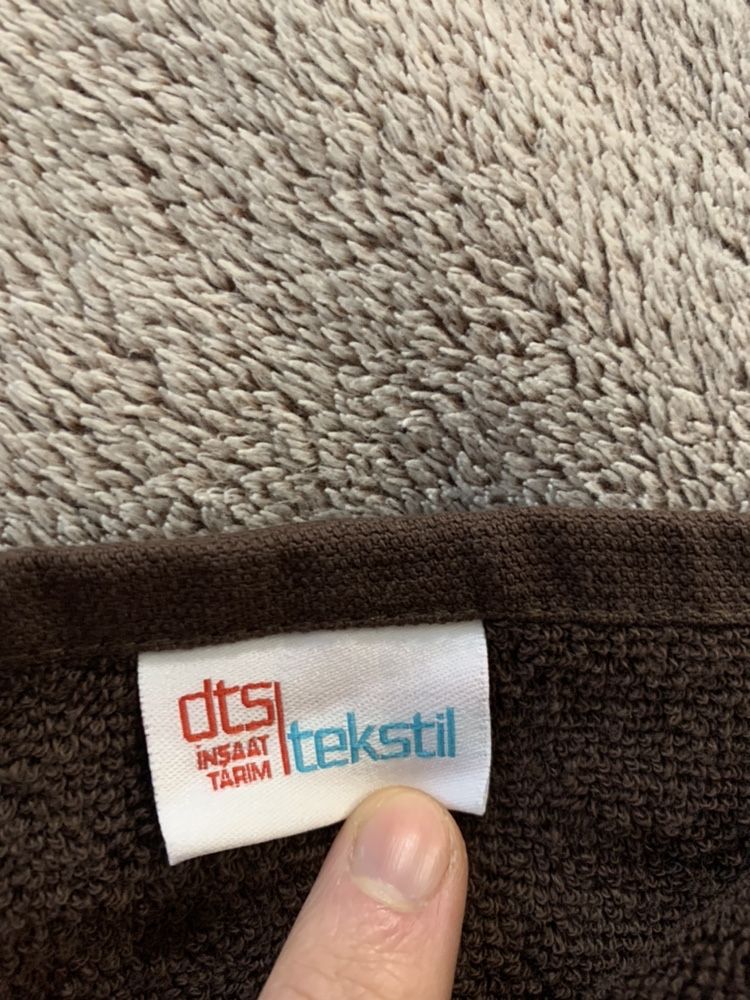 dts
İNŞAAT
TARIM
tekstil